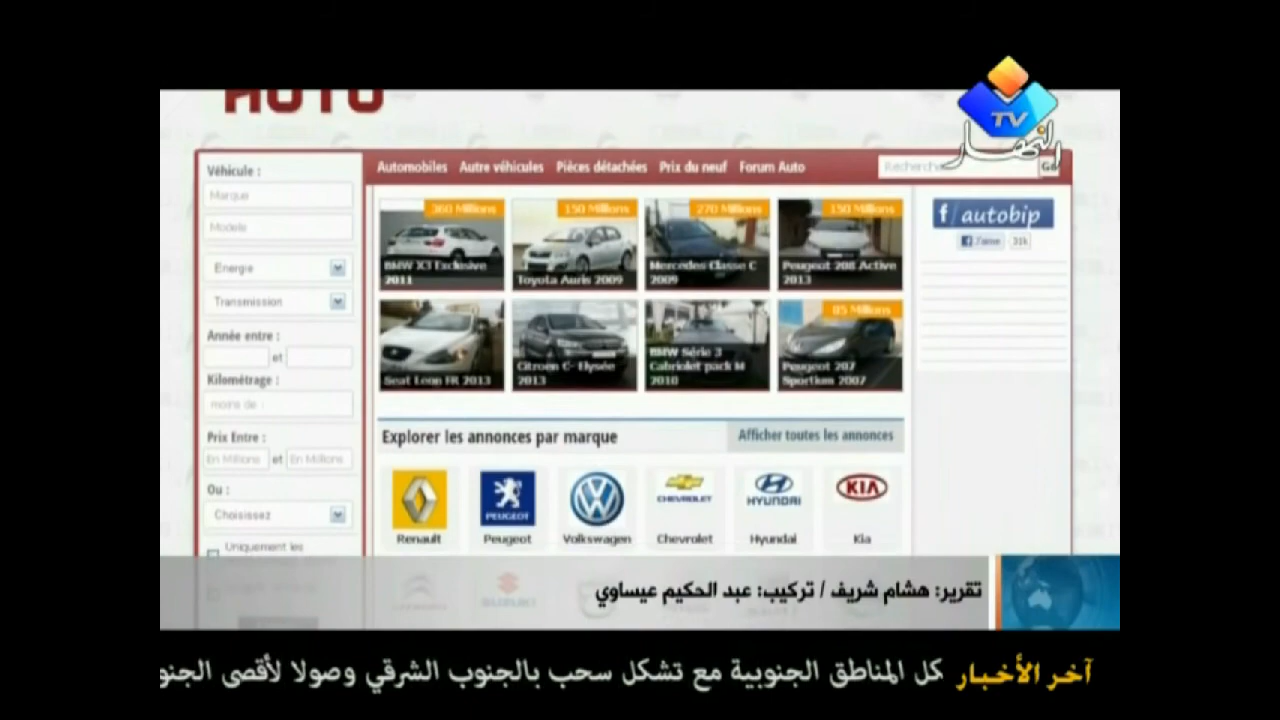 AUTO
TV
النهار
Véhicule :
Marque
Modele
Energie
Transmission
Année entre :
et
Kilométrage :
moins de :
Prix Entre :
En Millions et En Millions
Ou :
Choisissez
Uniquement les
Automobiles Autre véhicules Pièces détachées Prix du neuf Forum Auto
Recherche
Go
360 Millions
BMW X3 Exclusive
2011
150 Millions
Toyota Auris 2009
270 Millions
Mercedes Classe C
2009
150 Millions
Peugeot 208 Active
2013
Seat Leon FR 2013
Citroen C- Elysée
2013
BMW Série 3
Cabriolet pack M
2010
85 Millions
Peugeot 207
Sportium 2007
f autobip
J'aime 31k
Explorer les annonces par marque
Afficher toutes les annonces
PEUGEOT
CHEVROLET
HYUNDAI
KIA
Renault Peugeot Volkswagen Chevrolet Hyundai Kia
SUZUKI
تقرير: هشام شريف / تركيب: عبد الحكيم عيساوي
آخر الأخبار
كل المناطق الجنوبية مع تشكل سحب بالجنوب الشرقي وصولا لأقصى الجنو